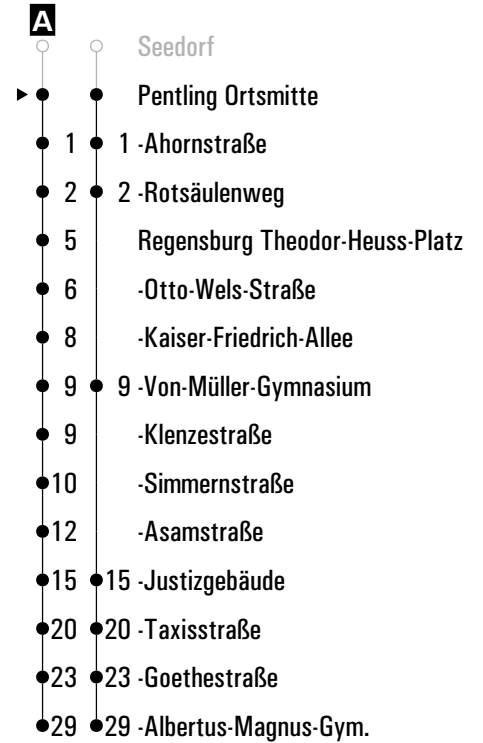 A
Seedorf
Pentling Ortsmitte
1 1 -Ahornstraße
2 2 -Rotsäulenweg
5 Regensburg Theodor-Heuss-Platz
6 -Otto-Wels-Straße
8 -Kaiser-Friedrich-Allee
9 9 -Von-Müller-Gymnasium
9 -Klenzestraße
10 -Simmernstraße
12 -Asamstraße
15 15 -Justizgebäude
20 20 -Taxisstraße
23 23 -Goethestraße
29 29 -Albertus-Magnus-Gym.